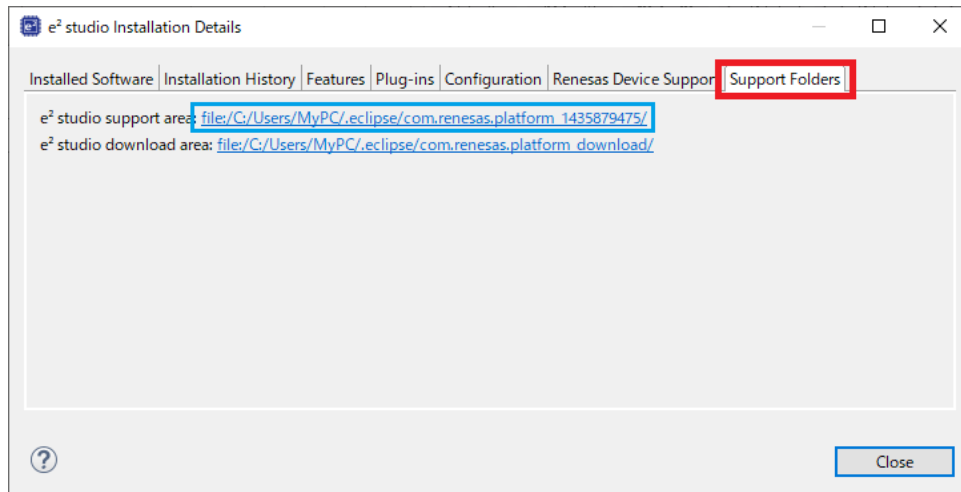 e² studio Installation Details
Installed Software Installation History Features Plug-ins Configuration Renesas Device Suppor Support Folders
e² studio support area: file:/C:/Users/MyPC/.eclipse/com.renesas.platform_1435879475/
e² studio download area: file:/C:/Users/MyPC/.eclipse/com.renesas.platform_download/
?
Close